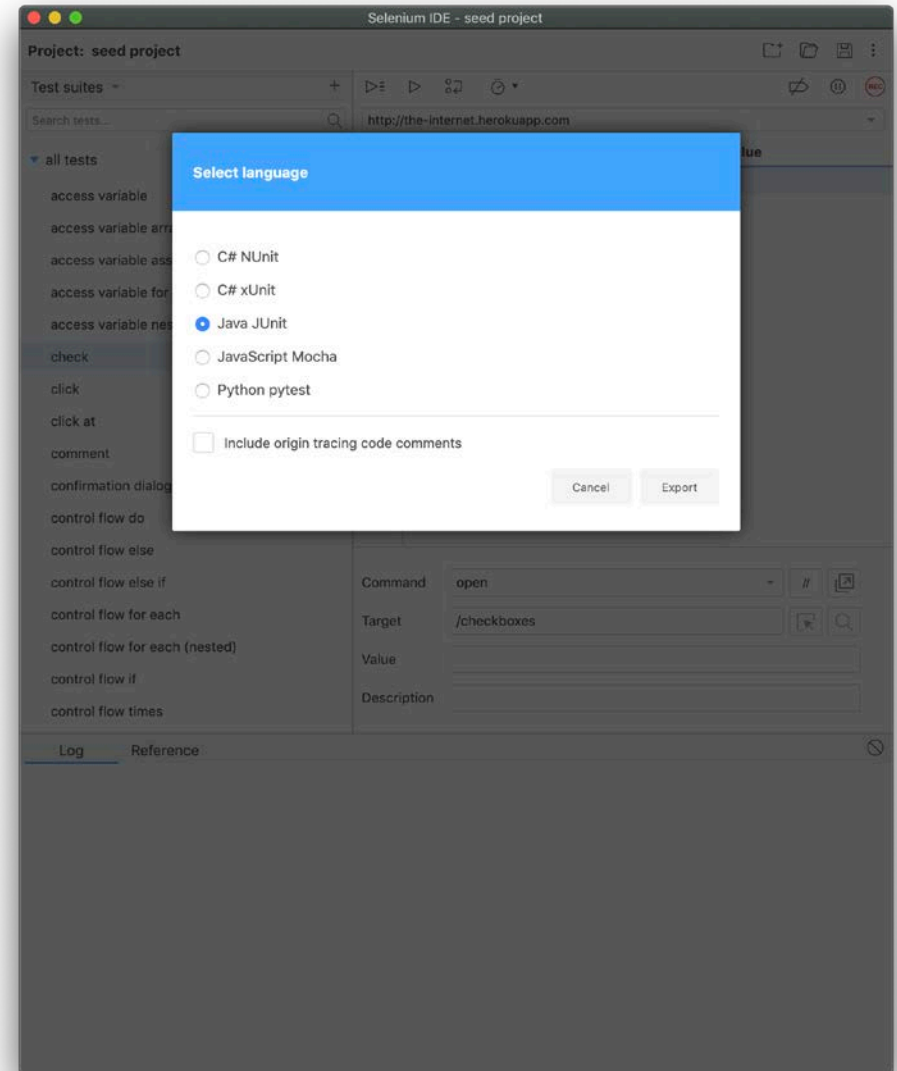 Selenium IDE - seed project
Project: seed project
Test suites
Search tests...
http://the-internet.herokuapp.com
all tests
lue
Select language
access variable
access variable arra
C# NUnit
access variable ass
C# xUnit
access variable for
Java JUnit
access variable nes
JavaScript Mocha
check
Python pytest
click
click at
Include origin tracing code comments
comment
confirmation dialog
Cancel
Export
control flow do
control flow else
control flow else if
control flow for each
control flow for each (nested)
control flow if
control flow times
Command open //
Target /checkboxes
Value
Description
Log Reference
REC